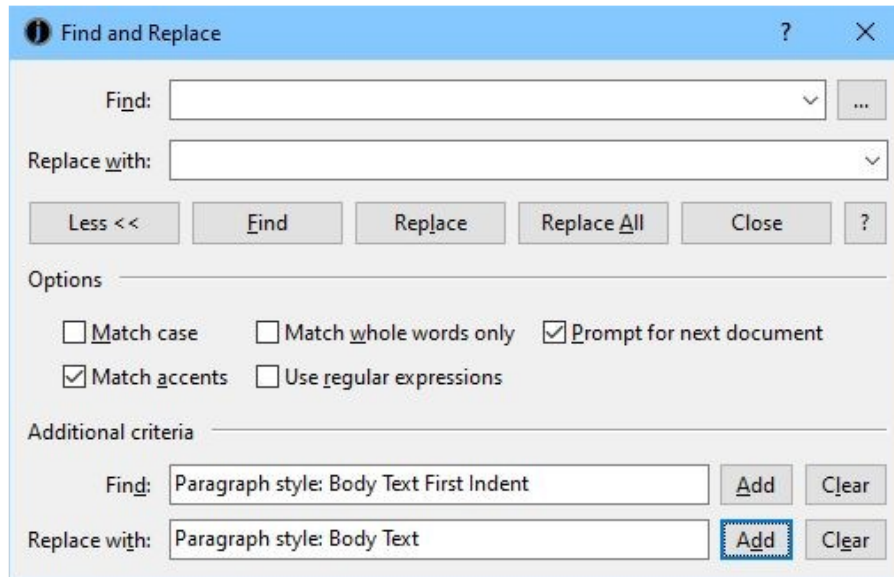 Find and Replace ?
Find: ...
Replace with:
Less << Find Replace Replace All Close ?
Options
Match case Match whole words only Prompt for next document
Match accents Use regular expressions
Additional criteria
Find: Paragraph style: Body Text First Indent Add Clear
Replace with: Paragraph style: Body Text Add Clear